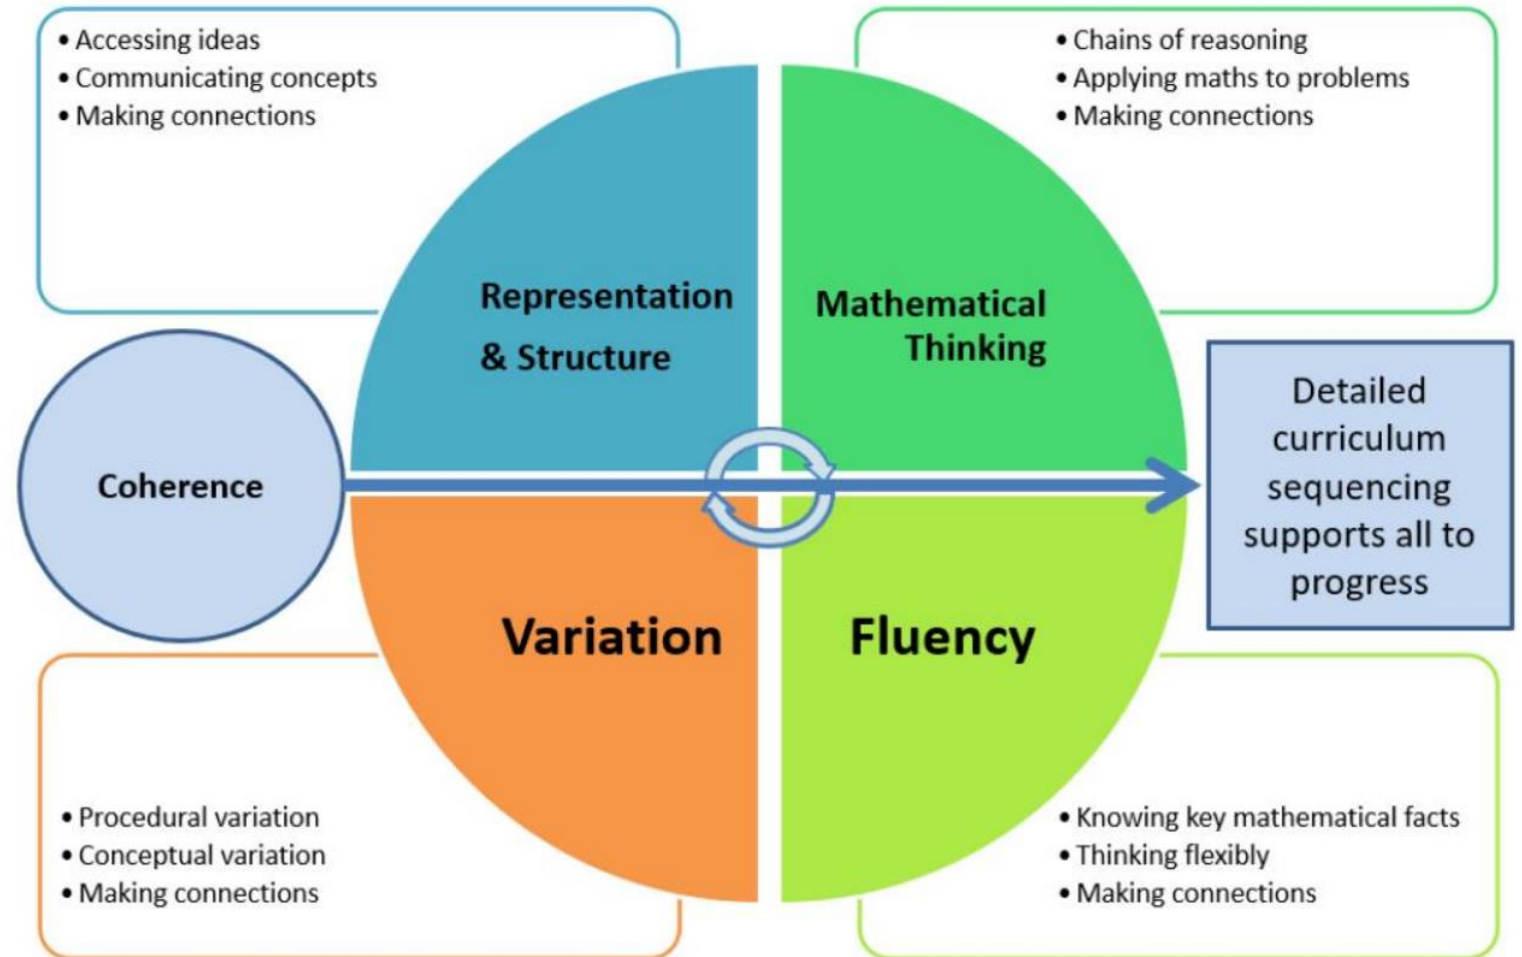 • Accessing ideas
• Communicating concepts
• Making connections
• Chains of reasoning
• Applying maths to problems
• Making connections
Representation
& Structure
Mathematical
Thinking
Coherence
Detailed
curriculum
sequencing
supports all to
progress
Variation
Fluency
• Procedural variation
• Conceptual variation
• Making connections
• Knowing key mathematical facts
• Thinking flexibly
• Making connections